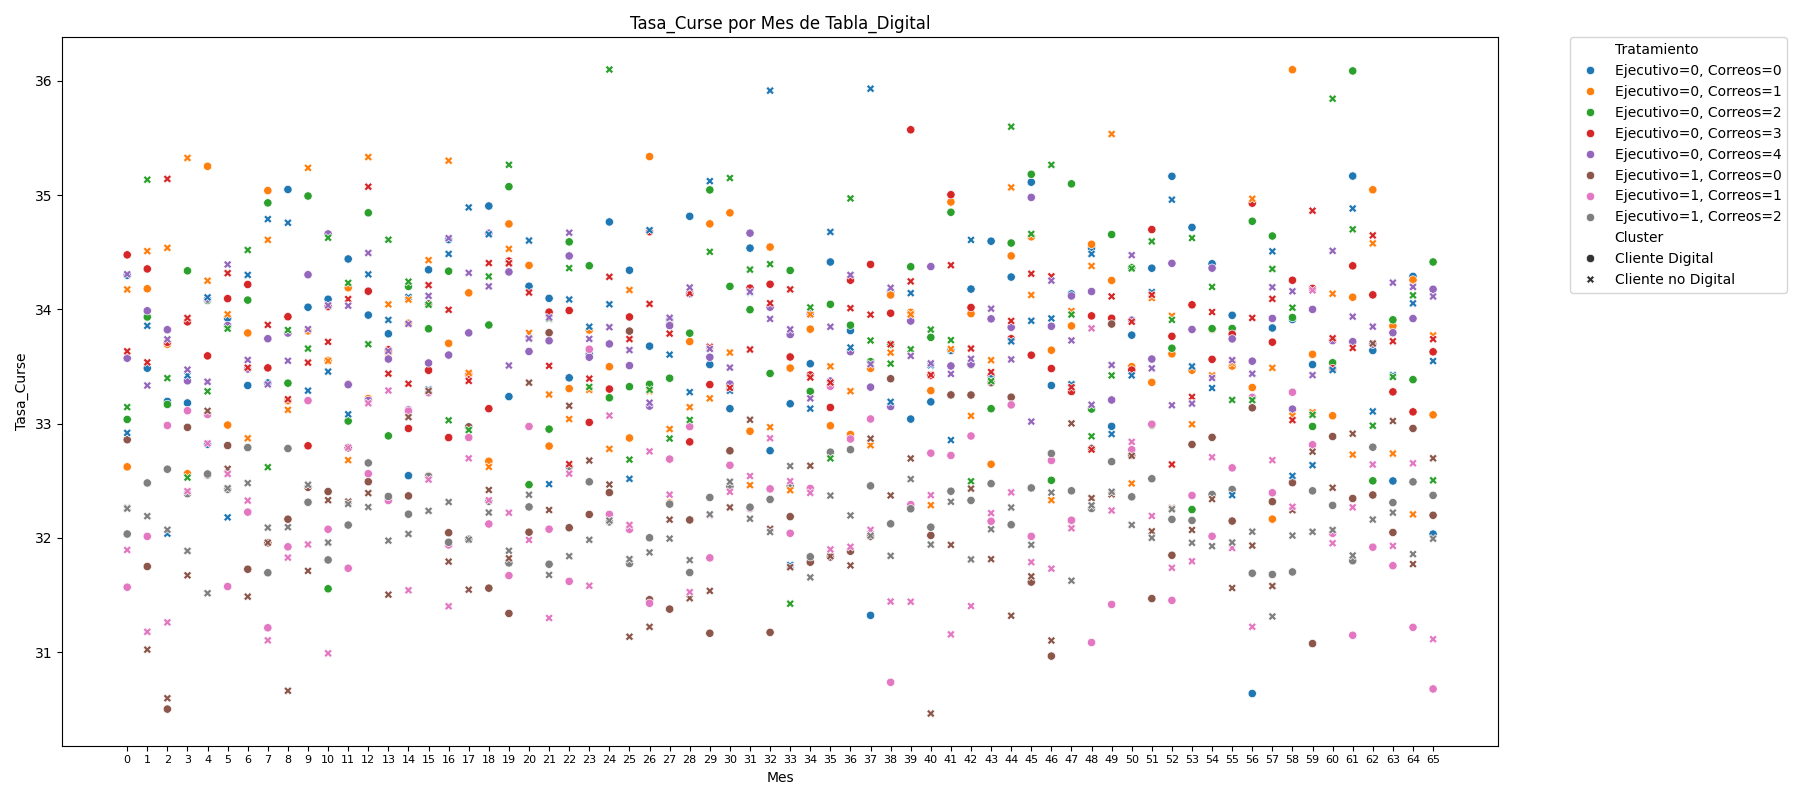 Tasa_Curse por Mes de Tabla_Digital
Tasa_Curse
36
35
34
33
32
31
0 1 2 3 4 5 6 7 8 9 10 11 12 13 14 15 16 17 18 19 20 21 22 23 24 25 26 27 28 29 30 31 32 33 34 35 36 37 38 39 40 41 42 43 44 45 46 47 48 49 50 51 52 53 54 55 56 57 58 59 60 61 62 63 64 65
Mes
Tratamiento
Ejecutivo=0, Correos=0
Ejecutivo=0, Correos=1
Ejecutivo=0, Correos=2
Ejecutivo=0, Correos=3
Ejecutivo=0, Correos=4
Ejecutivo=1, Correos=0
Ejecutivo=1, Correos=1
Ejecutivo=1, Correos=2
Cluster
Cliente Digital
Cliente no Digital